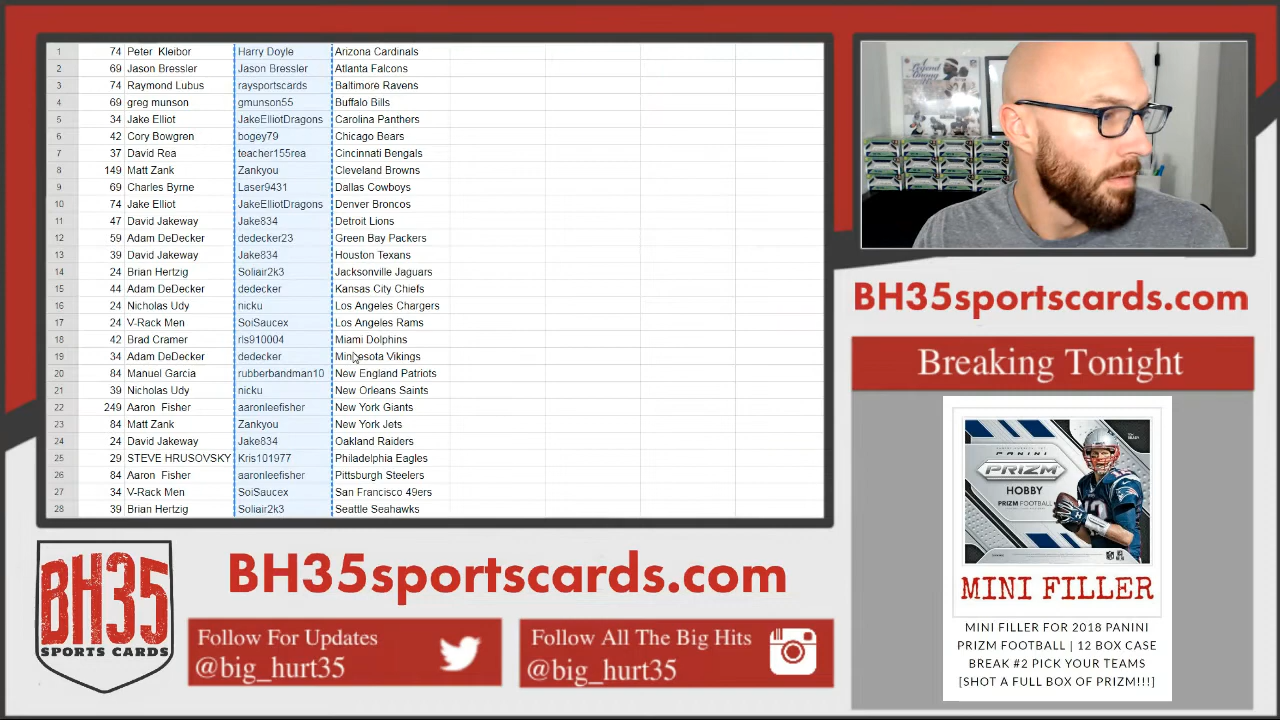 1 74 Peter Kleibor Harry Doyle Arizona Cardinals
2 69 Jason Bressler Jason Bressler Atlanta Falcons
3 74 Raymond Lubus raysportscards Baltimore Ravens
4 69 greg munson gmunson55 Buffalo Bills
5 34 Jake Elliot JakeElliotDragons Carolina Panthers
6 42 Cory Bowgren bogey79 Chicago Bears
7 37 David Rea teacher155rea Cincinnati Bengals
8 149 Matt Zank Zankyou Cleveland Browns
9 69 Charles Byrne Laser9431 Dallas Cowboys
10 74 Jake Elliot JakeElliotDragons Denver Broncos
11 47 David Jakeway Jake834 Detroit Lions
12 59 Adam DeDecker dedecker23 Green Bay Packers
13 39 David Jakeway Jake834 Houston Texans
14 24 Brian Hertzig Soliair2k3 Jacksonville Jaguars
15 44 Adam DeDecker dedecker Kansas City Chiefs
16 24 Nicholas Udy nicku Los Angeles Chargers
17 24 V-Rack Men SoiSaucex Los Angeles Rams
18 42 Brad Cramer rls910004 Miami Dolphins
19 34 Adam DeDecker dedecker Minnesota Vikings
20 84 Manuel Garcia rubberbandman10 New England Patriots
21 39 Nicholas Udy nicku New Orleans Saints
22 249 Aaron Fisher aaronleefisher New York Giants
23 84 Matt Zank Zankyou New York Jets
24 24 David Jakeway Jake834 Oakland Raiders
25 29 STEVE HRUSOVSKY Kris101977 Philadelphia Eagles
26 84 Aaron Fisher aaronleefisher Pittsburgh Steelers
27 34 V-Rack Men SoiSaucex San Francisco 49ers
28 39 Brian Hertzig Soliair2k3 Seattle Seahawks
BH35sportscards.com
Breaking Tonight
PANINI
PRIZM
HOBBY
PRIZM FOOTBALL
MINI FILLER
MINI FILLER FOR 2018 PANINI
PRIZM FOOTBALL | 12 BOX CASE
BREAK #2 PICK YOUR TEAMS
[SHOT A FULL BOX OF PRIZM!!!]
BH35
SPORTS CARDS
BH35sportscards.com
Follow For Updates
@big_hurt35
Follow All The Big Hits
@big_hurt35